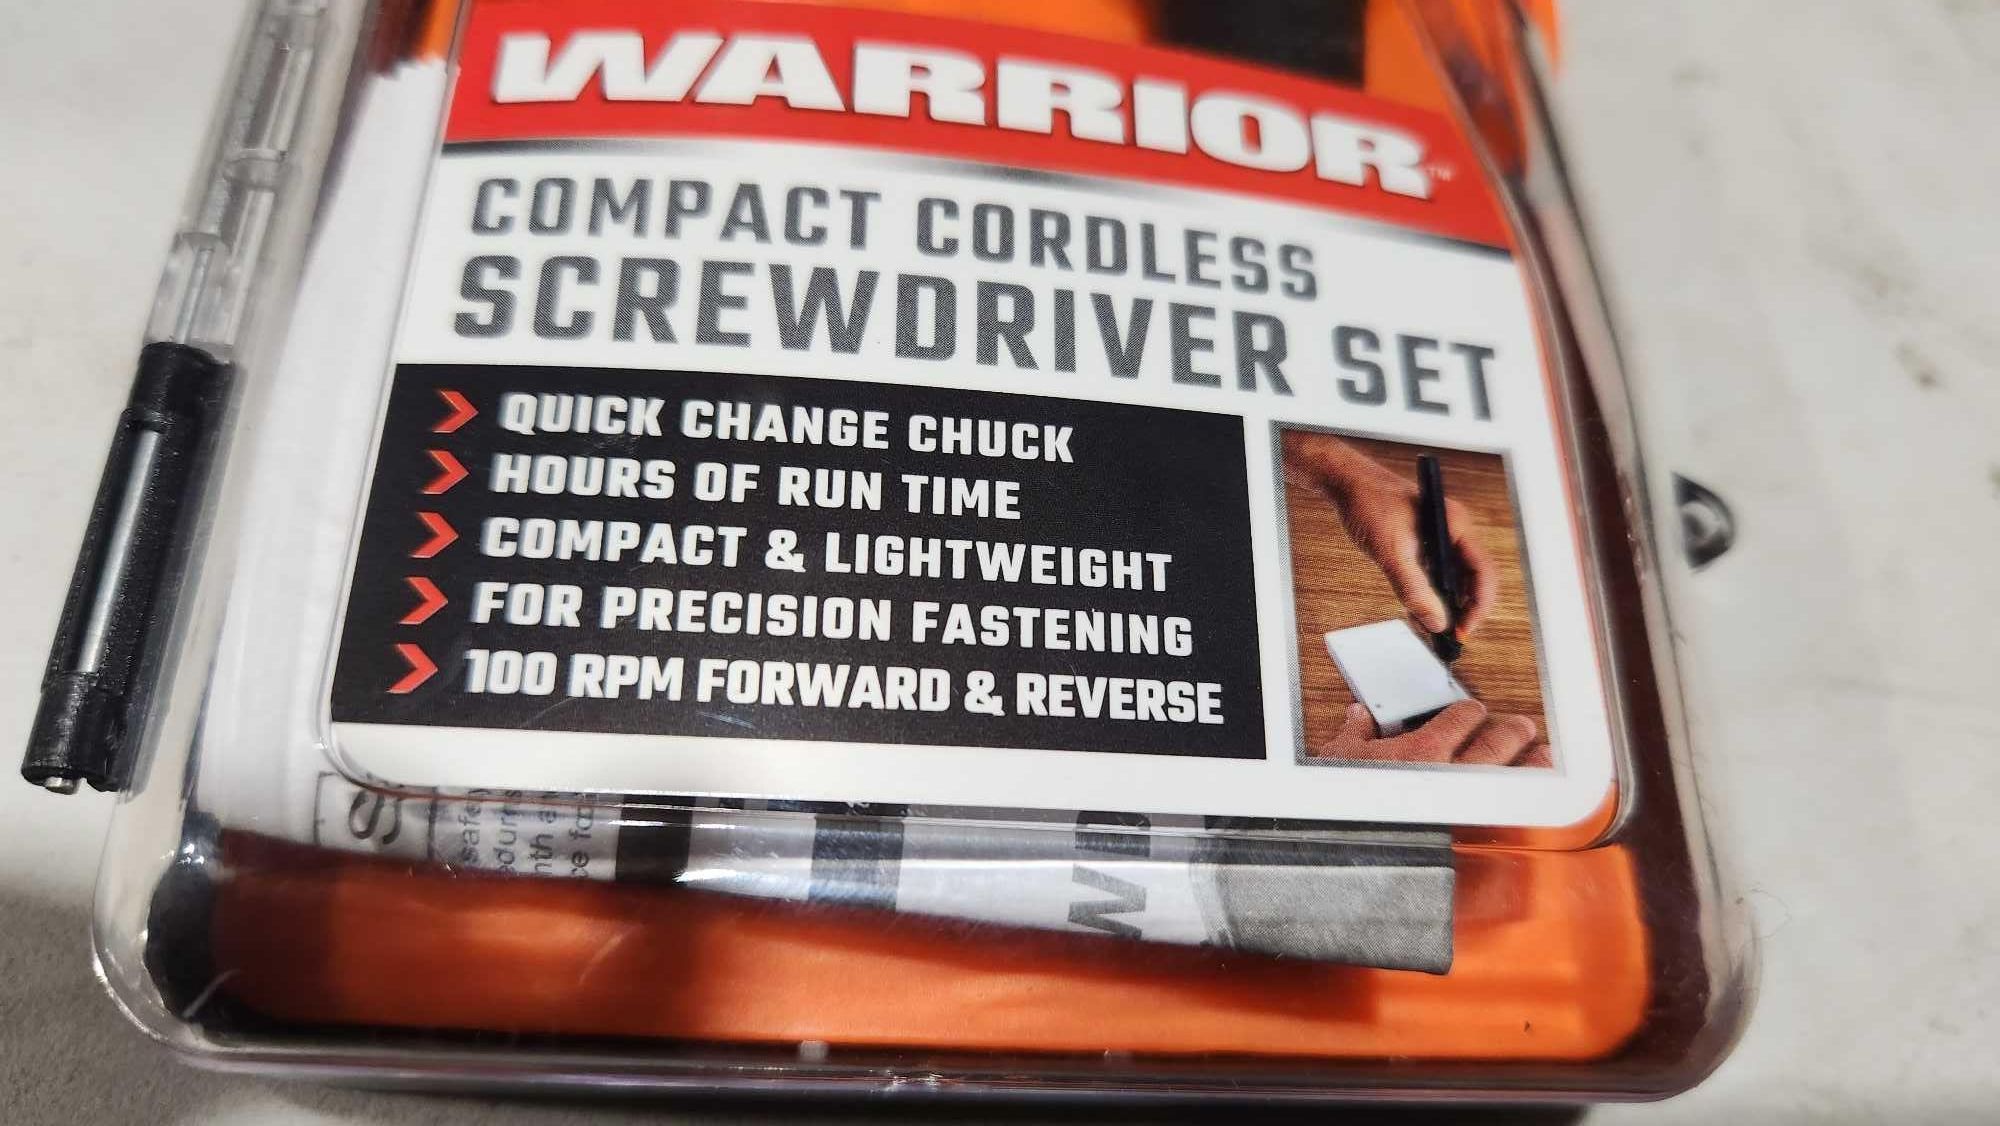 WARRIOR™
COMPACT CORDLESS
SCREWDRIVER SET
QUICK CHANGE CHUCK
HOURS OF RUN TIME
COMPACT & LIGHTWEIGHT
FOR PRECISION FASTENING
100 RPM FORWARD & REVERSE